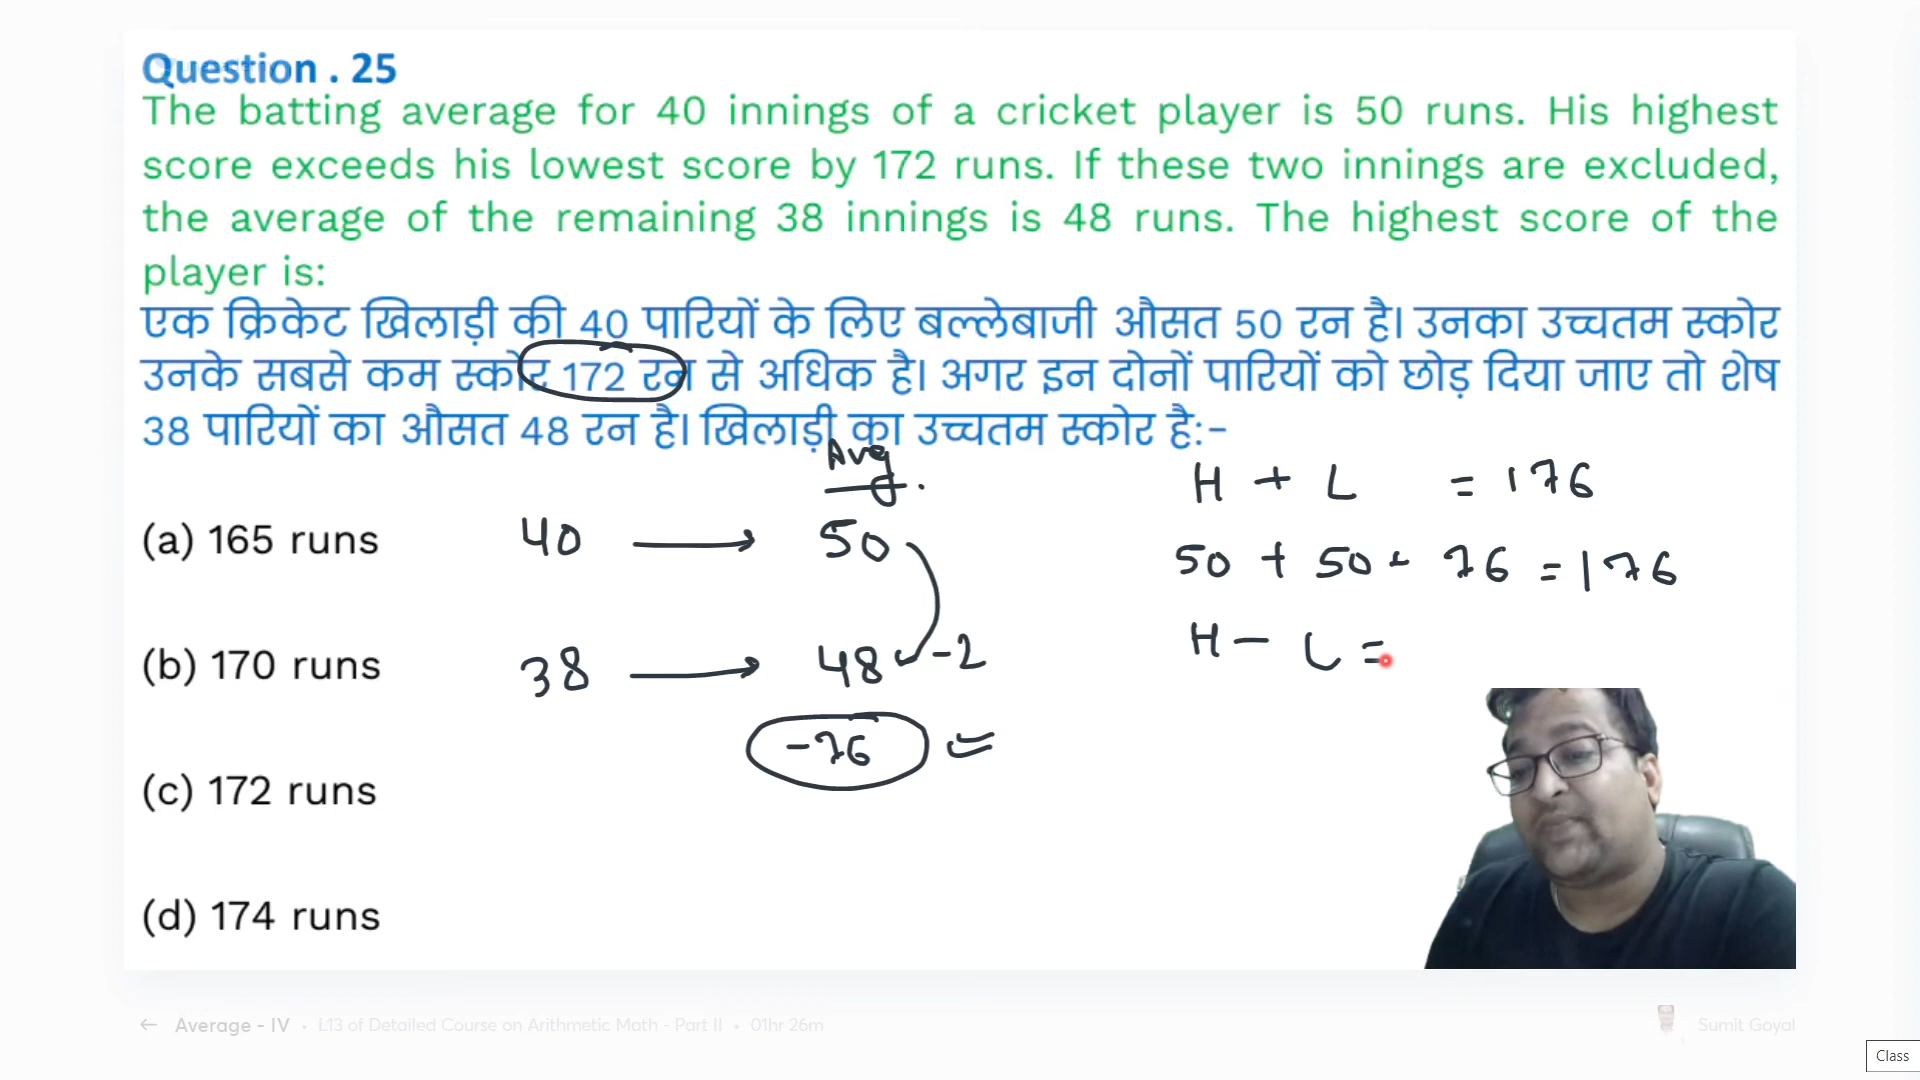 Question . 25
The batting average for 40 innings of a cricket player is 50 runs. His highest
score exceeds his lowest score by 172 runs. If these two innings are excluded,
the average of the remaining 38 innings is 48 runs. The highest score of the
player is:
एक क्रिकेट खिलाड़ी की 40 पारियों के लिए बल्लेबाजी औसत 50 रन है। उनका उच्चतम स्कोर
उनके सबसे कम स्कोर 172 रन से अधिक है। अगर इन दोनों पारियों को छोड़ दिया जाए तो शेष
38 पारियों का औसत 48 रन है। खिलाड़ी का उच्चतम स्कोर है:-
Avg.
H + L = 176
(a) 165 runs
40 → 50
50 + 50 + 76 = 176
(b) 170 runs
38 → 48 -2
H - L =
-76 =
(c) 172 runs
(d) 174 runs
← Average - IV • L13 of Detailed Course on Arithmetic Math - Part II • 01hr 26m
Sumit Goyal
Class